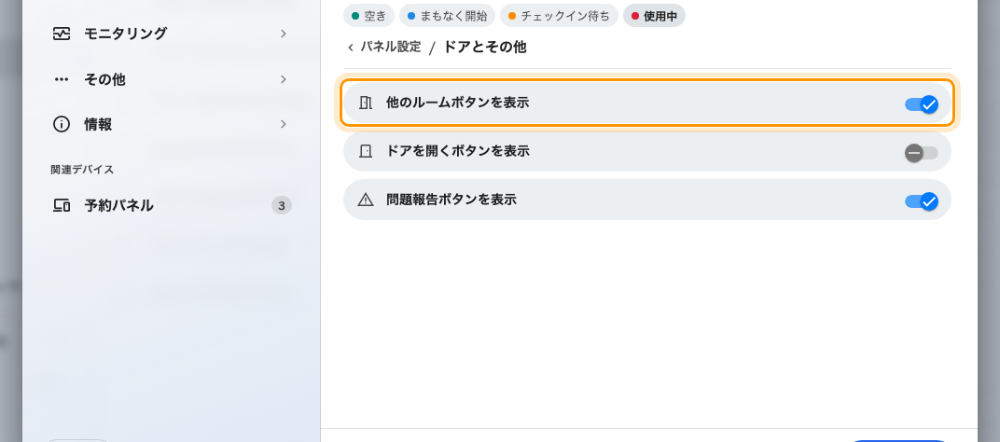 空き まもなく開始 チェックイン待ち 使用中
パネル設定 / ドアとその他
モニタリング
その他
情報
関連デバイス
予約パネル 3
他のルームボタンを表示
ドアを開くボタンを表示
問題報告ボタンを表示